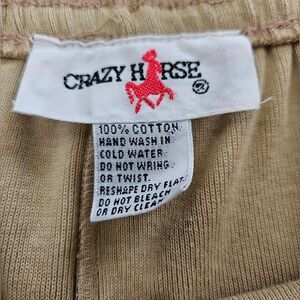 CRAZY HORSE ®
100% COTTON
HAND WASH IN
COLD WATER
DO NOT WRING
OR TWIST.
RESHAPE DRY FLAT.
DO NOT BLEACH
OR DRY CLEAN